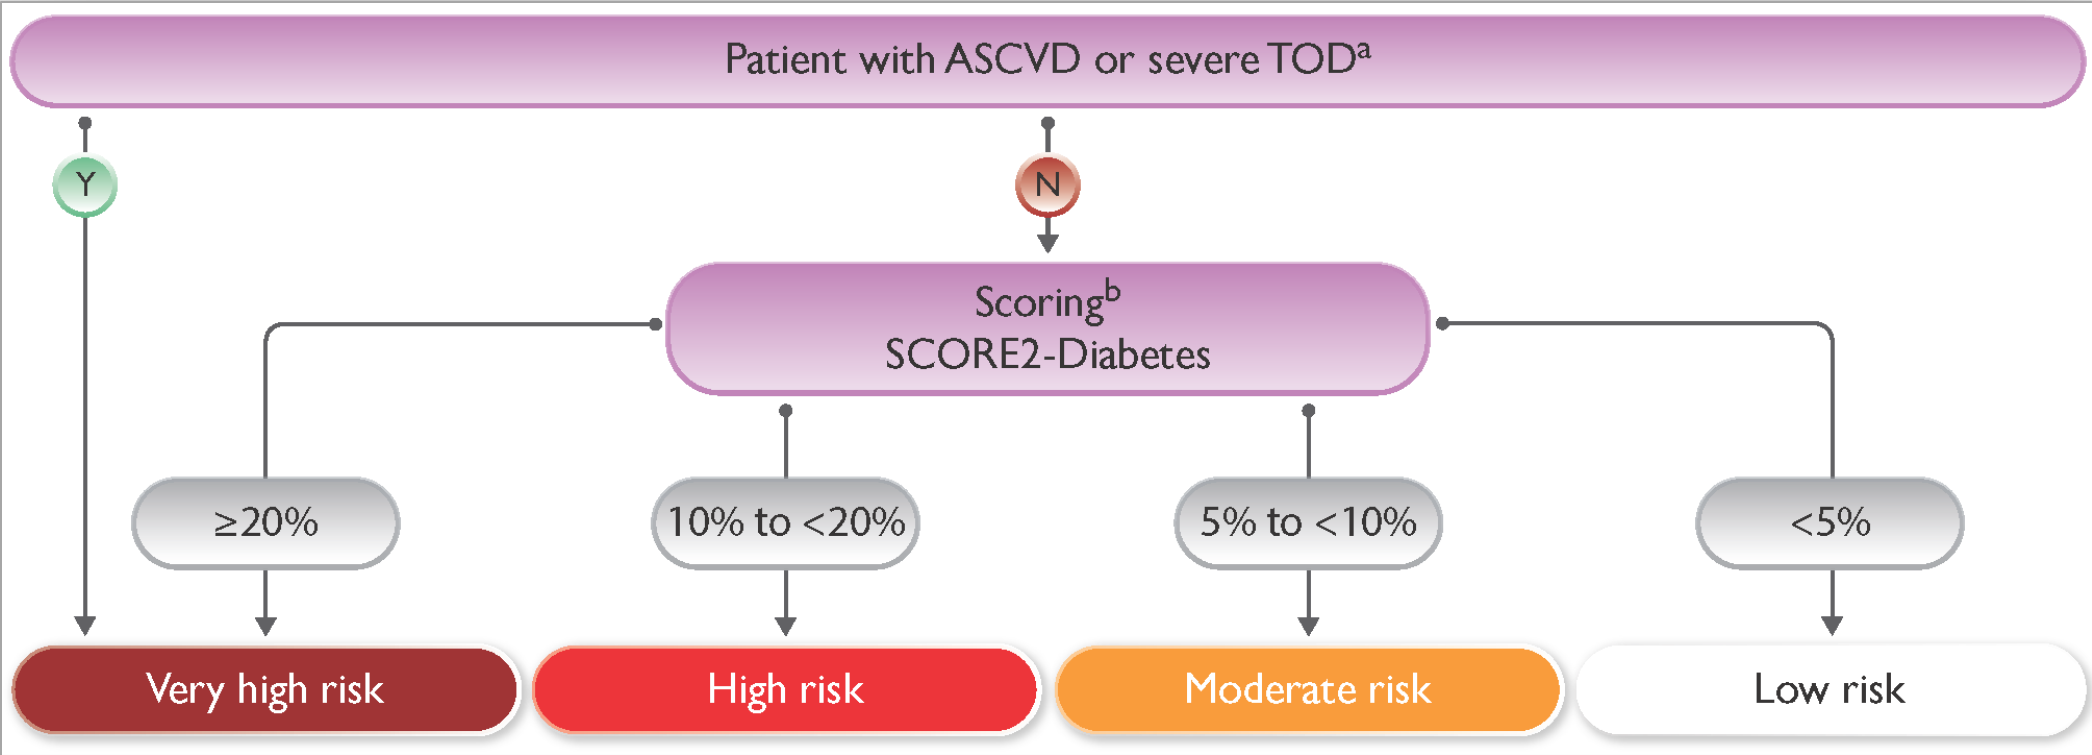 Patient with ASCVD or severe TODᵃ
Y
N
Scoringᵇ
SCORE2-Diabetes
≥20%
10% to <20%
5% to <10%
<5%
Very high risk
High risk
Moderate risk
Low risk